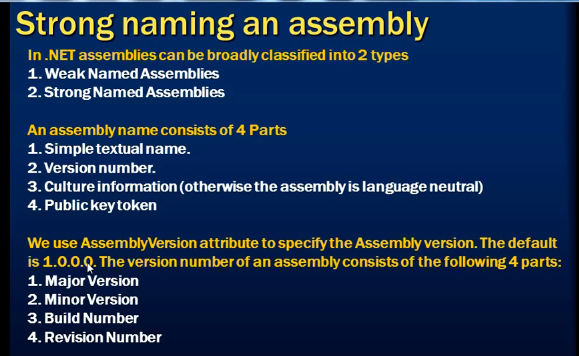 Strong naming an assembly
In .NET assemblies can be broadly classified into 2 types
1. Weak Named Assemblies
2. Strong Named Assemblies
An assembly name consists of 4 Parts
1. Simple textual name.
2. Version number.
3. Culture information (otherwise the assembly is language neutral)
4. Public key token
We use AssemblyVersion attribute to specify the Assembly version. The default
is 1.0.0.0. The version number of an assembly consists of the following 4 parts:
1. Major Version
2. Minor Version
3. Build Number
4. Revision Number